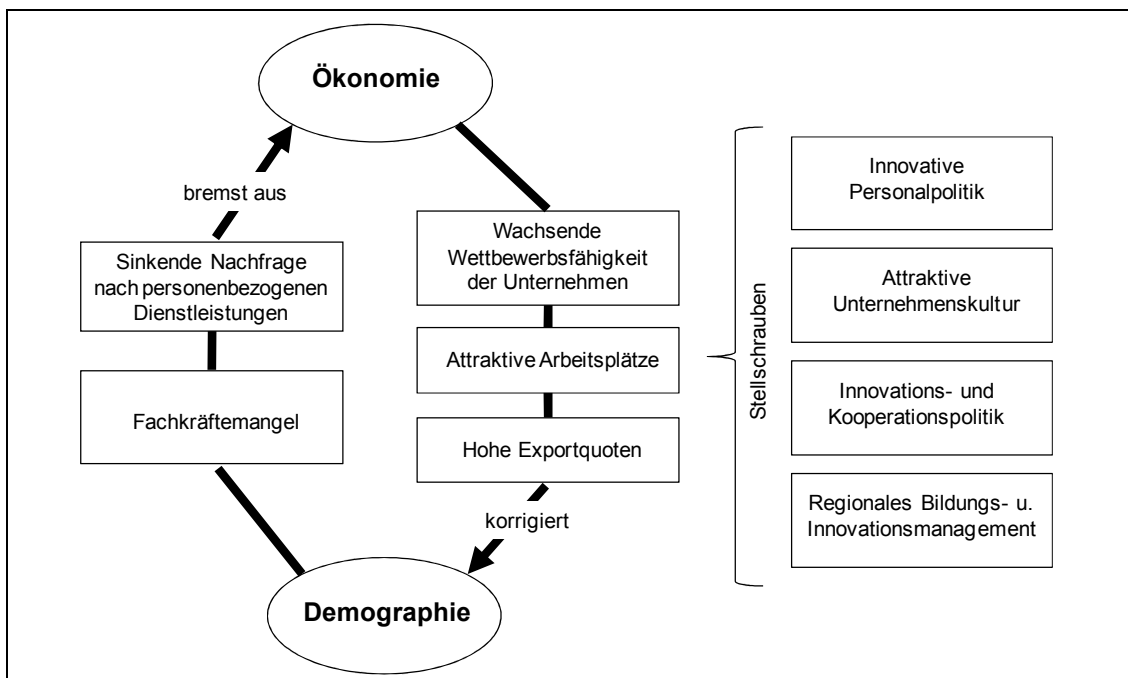 Ökonomie
bremst aus
Sinkende Nachfrage
nach personenbezogenen
Dienstleistungen
Fachkräftemangel
Wachsende
Wettbewerbsfähigkeit
der Unternehmen
Attraktive Arbeitsplätze
Hohe Exportquoten
korrigiert
Demographie
Stellschrauben
Innovative
Personalpolitik
Attraktive
Unternehmenskultur
Innovations- und
Kooperationspolitik
Regionales Bildungs- u.
Innovationsmanagement